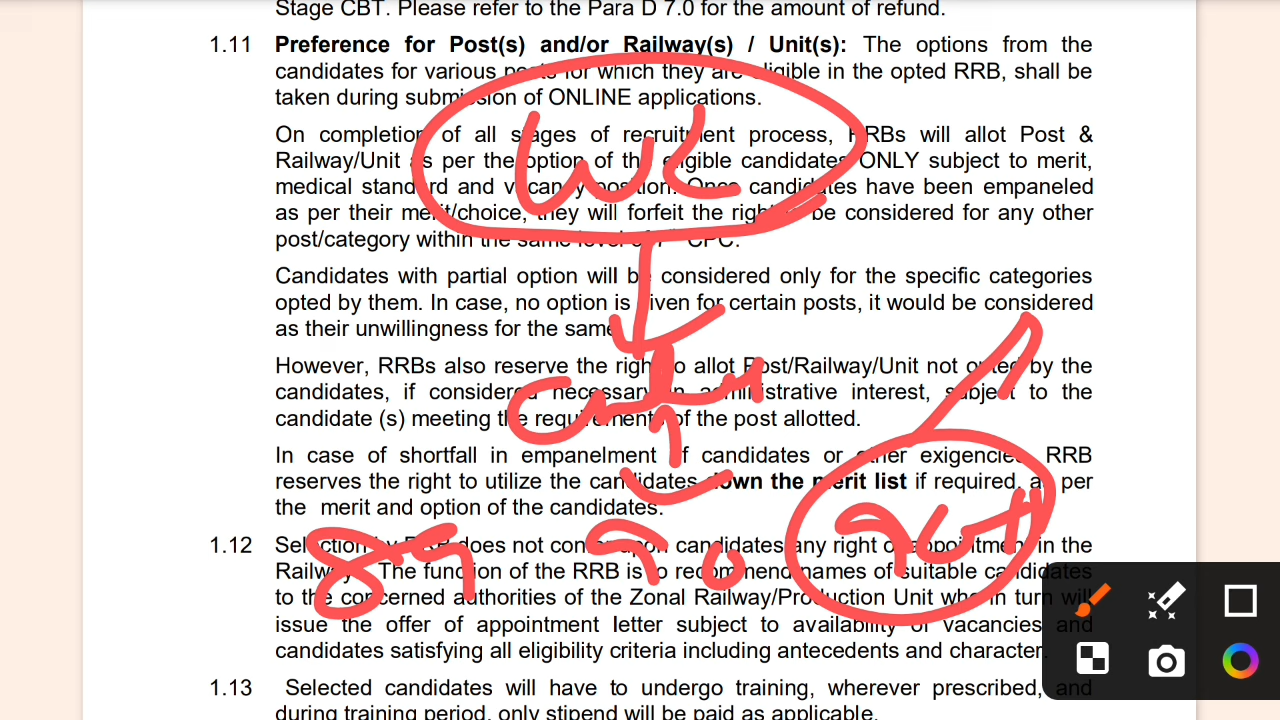 Stage CBT. Please refer to the Para D 7.0 for the amount of refund.
1.11 Preference for Post(s) and/or Railway(s) / Unit(s): The options from the
candidates for various posts for which they are eligible in the opted RRB, shall be
taken during submission of ONLINE applications.
On completion of all stages of recruitment process, RRBs will allot Post &
Railway/Unit as per the option of the eligible candidates ONLY subject to merit,
medical standard and vacancy position. Once candidates have been empaneled
as per their merit/choice, they will forfeit the right to be considered for any other
post/category within the same level of 7th CPC.
Candidates with partial option will be considered only for the specific categories
opted by them. In case, no option is given for certain posts, it would be considered
as their unwillingness for the same.
However, RRBs also reserve the right to allot Post/Railway/Unit not opted by the
candidates, if considered necessary in administrative interest, subject to the
candidate (s) meeting the requirements of the post allotted.
In case of shortfall in empanelment of candidates or other exigencies, RRB
reserves the right to utilize the candidates down the merit list if required, as per
the merit and option of the candidates.
1.12 Selection by RRB does not confer upon candidates any right of appointment in the
Railways. The function of the RRB is to recommend names of suitable candidates
to the concerned authorities of the Zonal Railway/Production Unit who in turn will
issue the offer of appointment letter subject to availability of vacancies and
candidates satisfying all eligibility criteria including antecedents and character.
1.13 Selected candidates will have to undergo training, wherever prescribed, and
during training period, only stipend will be paid as applicable.